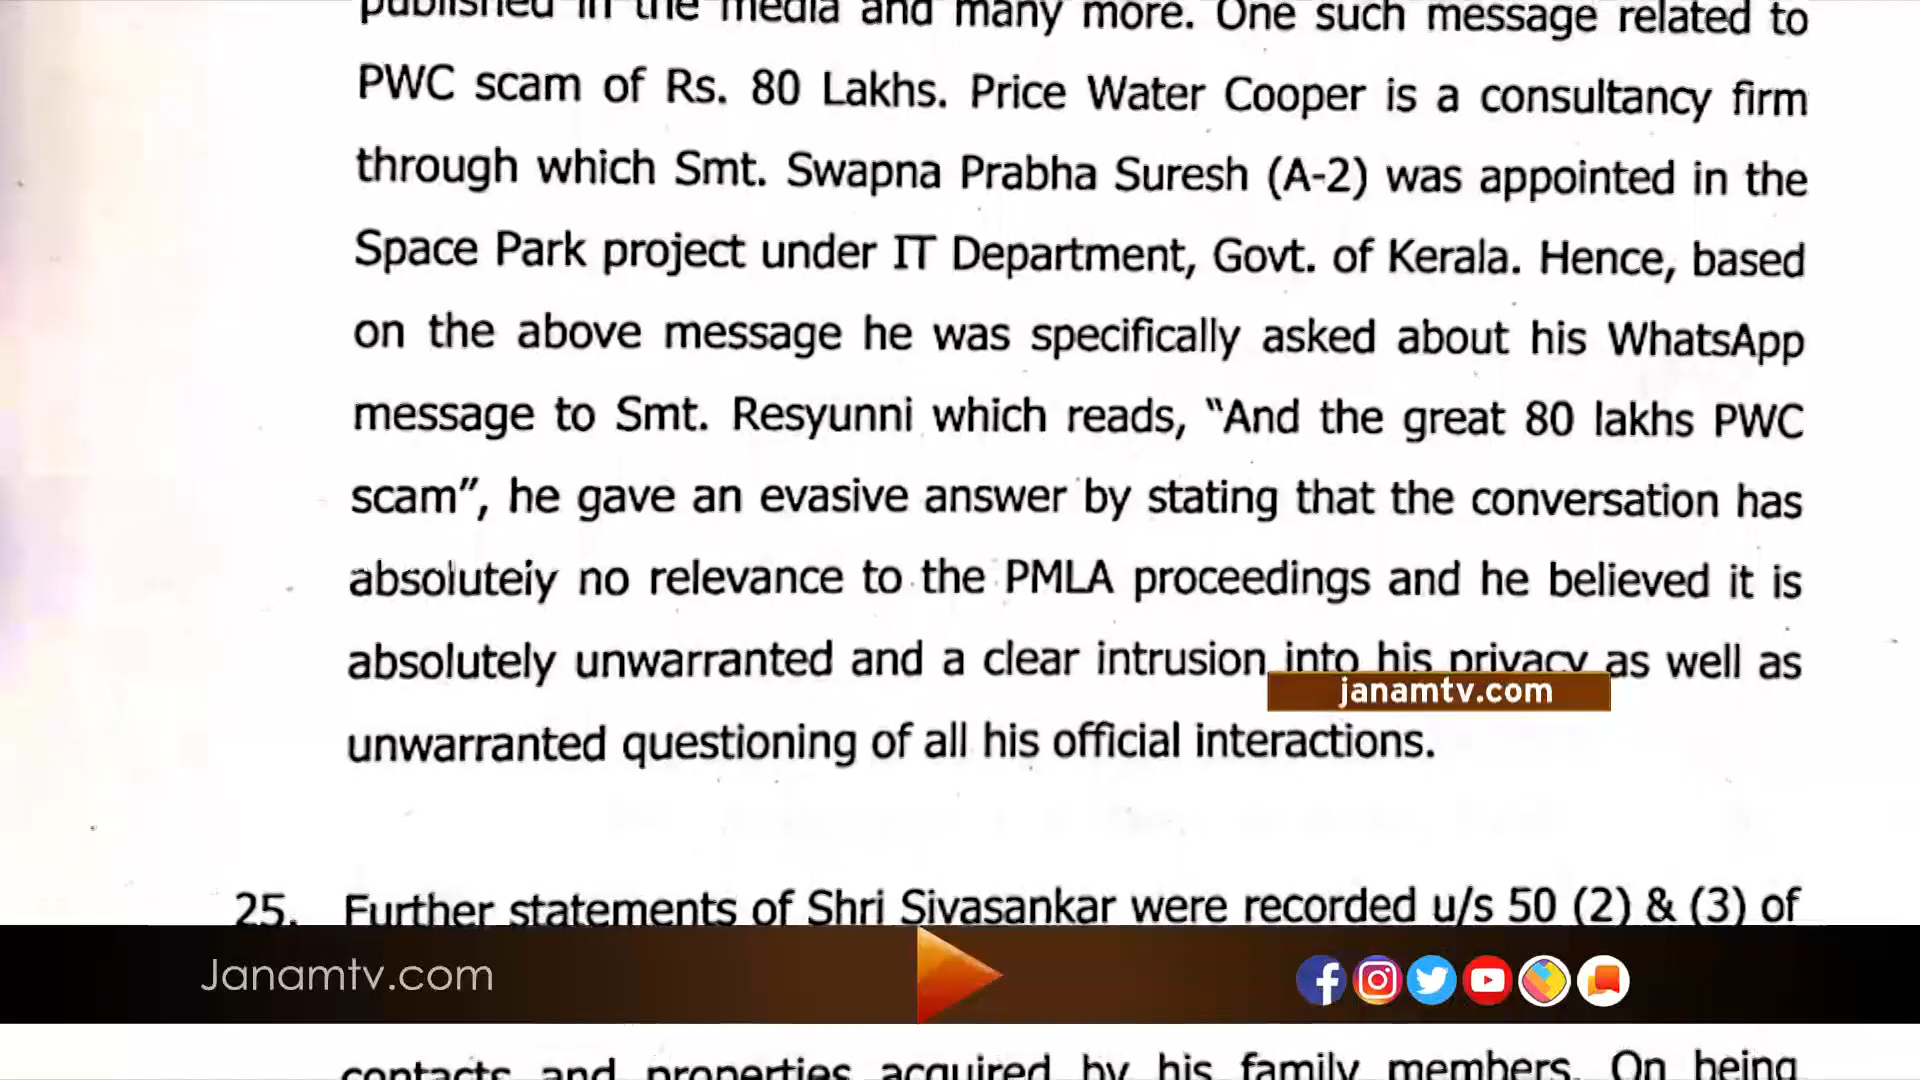 published in the media and many more. One such message related to
PWC scam of Rs. 80 Lakhs. Price Water Cooper is a consultancy firm
through which Smt. Swapna Prabha Suresh (A-2) was appointed in the
Space Park project under IT Department, Govt. of Kerala. Hence, based
on the above message he was specifically asked about his WhatsApp
message to Smt. Resyunni which reads, "And the great 80 lakhs PWC
scam", he gave an evasive answer by stating that the conversation has
absolutely no relevance to the PMLA proceedings and he believed it is
absolutely unwarranted and a clear intrusion into his privacy as well as
janamtv.com
unwarranted questioning of all his official interactions.
25. Further statements of Shri Sivasankar were recorded u/s 50 (2) & (3) of
Janamtv.com
contacts and properties acquired by his family members. On being